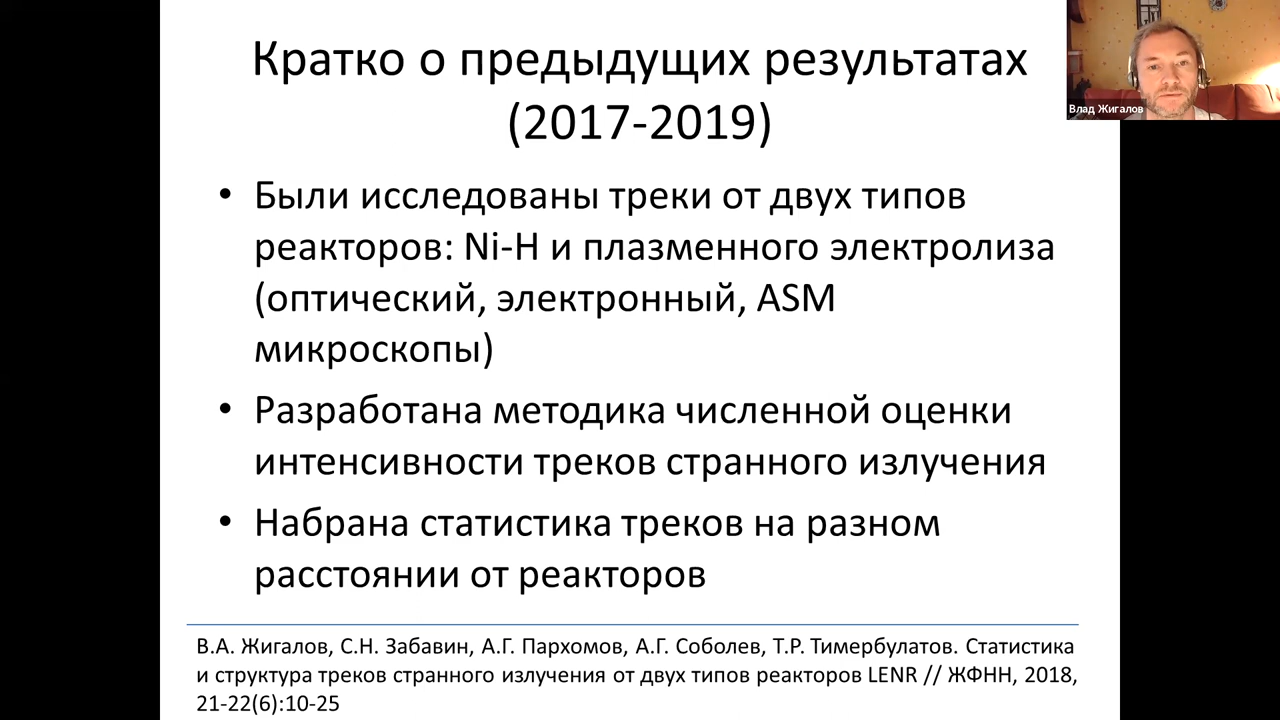 Кратко о предыдущих результатах
(2017-2019)
Влад Жигалов
• Были исследованы треки от двух типов
реакторов: Ni-H и плазменного электролиза
(оптический, электронный, ASM
микроскопы)
• Разработана методика численной оценки
интенсивности треков странного излучения
• Набрана статистика треков на разном
расстоянии от реакторов
В.А. Жигалов, С.Н. Забавин, А.Г. Пархомов, А.Г. Соболев, Т.Р. Тимербулатов. Статистика
и структура треков странного излучения от двух типов реакторов LENR // ЖФНН, 2018,
21-22(6):10-25